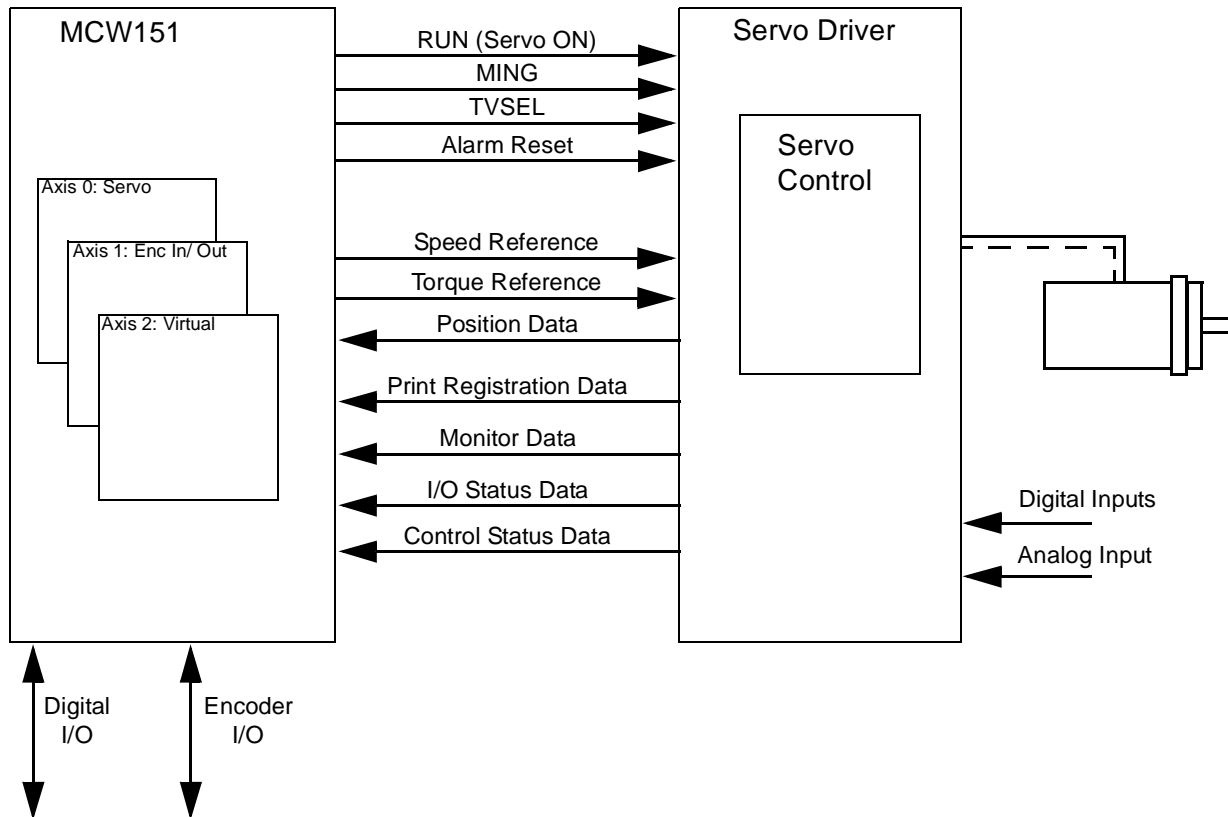 MCW151
Servo Driver
RUN (Servo ON)
MING
TVSEL
Alarm Reset
Servo
Control
Axis 0: Servo
Axis 1: Enc In/ Out
Axis 2: Virtual
Speed Reference
Torque Reference
Position Data
Print Registration Data
Monitor Data
I/O Status Data
Control Status Data
Digital Inputs
Analog Input
Digital
I/O
Encoder
I/O